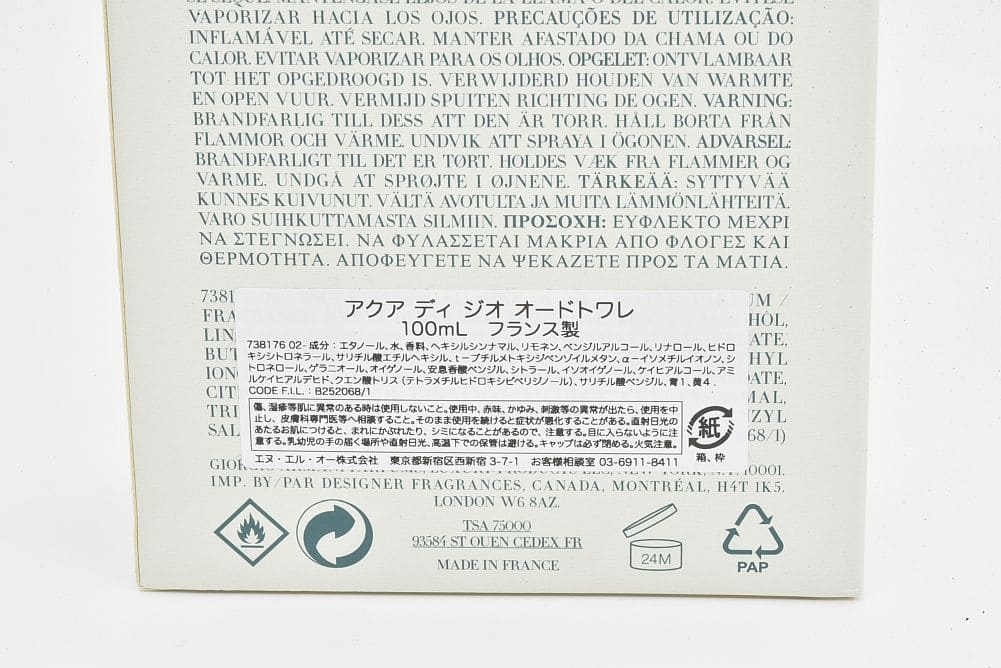 SE SEQUE. MANTÉNGASE LEJOS DE LA LLAMA O DEL CALOR. EVÍTESE
VAPORIZAR HACIA LOS OJOS. PRECAUÇÕES DE UTILIZAÇÃO:
INFLAMÁVEL ATÉ SECAR. MANTER AFASTADO DA CHAMA OU DO
CALOR. EVITAR VAPORIZAR PARA OS OLHOS. OPGELET: ONTVLAMBAAR
TOT HET OPGEDROOGD IS. VERWIJDERD HOUDEN VAN WARMTE
EN OPEN VUUR. VERMIJD SPUITEN RICHTING DE OGEN. VARNING:
BRANDFARLIG TILL DESS ATT DEN ÄR TORR. HÅLL BORTA FRÅN
FLAMMOR OCH VÄRME. UNDVIK ATT SPRAYA I ÖGONEN. ADVARSEL:
BRANDFARLIGT TIL DET ER TØRT. HOLDES VÆK FRA FLAMMER OG
VARME. UNDGÅ AT SPRØJTE I ØJNENE. TÄRKEÄÄ: SYTTYVÄÄ
KUNNES KUIVUNUT. VÄLTÄ AVOTULTA JA MUITA LÄMMÖNLÄHTEITÄ.
VARO SUIHKUTTAMASTA SILMIIN. ΠΡΟΣΟΧΗ: ΕΥΦΛΕΚΤΟ ΜΕΧΡΙ
ΝΑ ΣΤΕΓΝΩΣΕΙ. ΝΑ ΦΥΛΑΣΣΕΤΑΙ ΜΑΚΡΙΑ ΑΠΟ ΦΛΟΓΕΣ ΚΑΙ
ΘΕΡΜΟΤΗΤΑ. ΑΠΟΦΕΥΓΕΤΕ ΝΑ ΨΕΚΑΖΕΤΕ ΠΡΟΣ ΤΑ ΜΑΤΙΑ.
アクア ディ ジオ オードトワレ
100mL フランス製
738176 02- 成分：エタノール、水、香料、ヘキシルシンナマル、リモネン、ベンジルアルコール、リナロール、ヒドロ
キシシトロネラール、サリチル酸エチルヘキシル、t－ブチルメトキシジベンゾイルメタン、α－イソメチルイオノン、シ
トロネロール、ゲラニオール、オイゲノール、安息香酸ベンジル、シトラール、イソオイゲノール、ケイヒアルコール、アミ
ルケイヒアルデヒド、クエン酸トリス（テトラメチルヒドロキシピペリジノール）、サリチル酸ベンジル、青1、黄4．
CODE F.I.L.：B252068/1
傷、湿疹等肌に異常のある時は使用しないこと。使用中、赤味、かゆみ、刺激等の異常が出たら、使用を中
止し、皮膚科専門医等へ相談すること。そのまま使用を続けると症状が悪化することがある。直射日光の
あたるお肌につけると、まれにかぶれたり、シミになることがあるので、注意する。目に入らないように注
意する。乳幼児の手の届く場所や直射日光、高温下での保管は避ける。キャップは必ず閉める。火気注意。
紙
箱、枠
エヌ・エル・オー株式会社 東京都新宿区西新宿 3-7-1 お客様相談室 03-6911-8411
IMP. BY/PAR DESIGNER FRAGRANCES, CANADA, MONTRÉAL, H4T 1K5.
LONDON W6 8AZ.
TSA 75000
93584 ST OUEN CEDEX FR
MADE IN FRANCE
24M
PAP